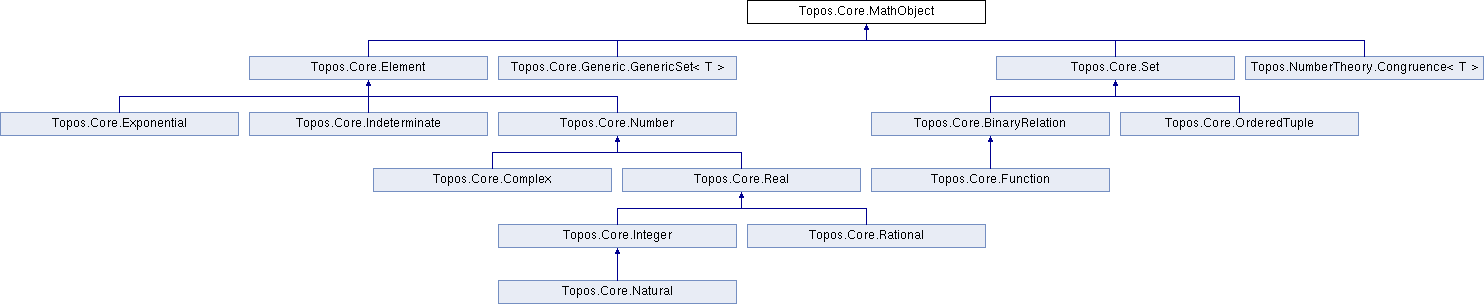 Topos.Core.MathObject
Topos.Core.Element
Topos.Core.Generic.GenericSet< T >
Topos.Core.Set
Topos.NumberTheory.Congruence< T >
Topos.Core.Exponential
Topos.Core.Indeterminate
Topos.Core.Number
Topos.Core.BinaryRelation
Topos.Core.OrderedTuple
Topos.Core.Complex
Topos.Core.Real
Topos.Core.Function
Topos.Core.Integer
Topos.Core.Rational
Topos.Core.Natural